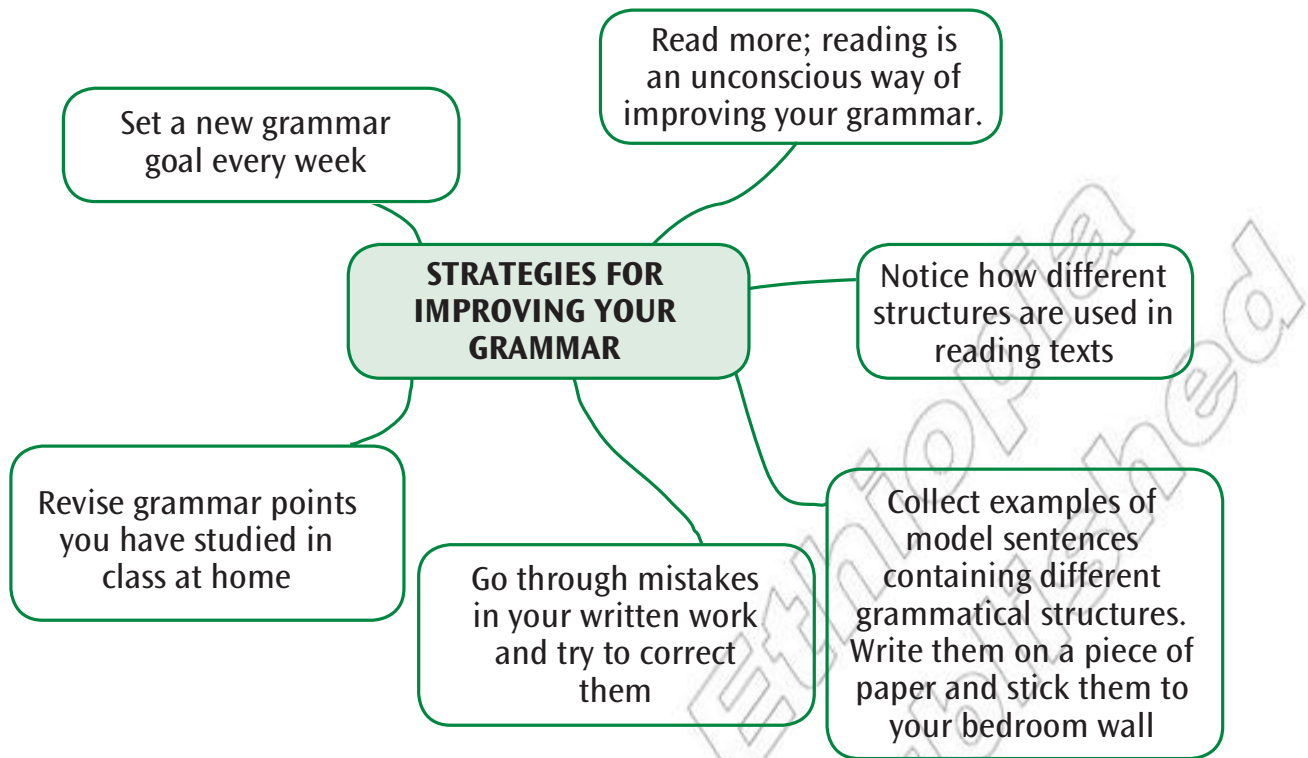 Read more; reading is
an unconscious way of
improving your grammar.
Set a new grammar
goal every week
STRATEGIES FOR
IMPROVING YOUR
GRAMMAR
Notice how different
structures are used in
reading texts
Revise grammar points
you have studied in
class at home
Go through mistakes
in your written work
and try to correct
them
Collect examples of
model sentences
containing different
grammatical structures.
Write them on a piece of
paper and stick them to
your bedroom wall
Ethiopia